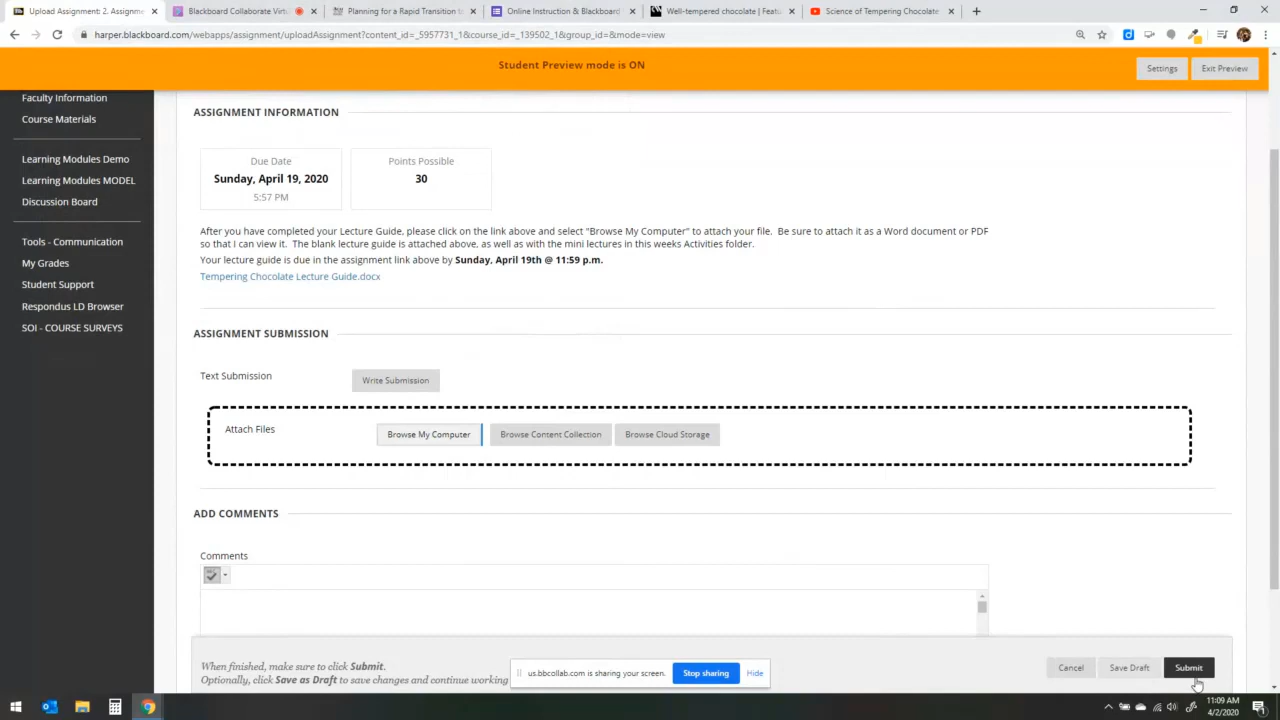 Upload Assignment: 2. Assignme
Blackboard Collaborate Virtu
Planning for a Rapid Transition to
Online Instruction & Blackboard
Well-tempered chocolate | Featu
Science of Tempering Chocolate
harper.blackboard.com/webapps/assignment/uploadAssignment?content_id=_5957731_1&course_id=_139502_1&group_id=&mode=view
Student Preview mode is ON
Settings
Exit Preview
Faculty Information
Course Materials
Learning Modules Demo
Learning Modules MODEL
Discussion Board
Tools - Communication
My Grades
Student Support
Respondus LD Browser
SOI - COURSE SURVEYS
ASSIGNMENT INFORMATION
Due Date
Sunday, April 19, 2020
5:57 PM
Points Possible
30
After you have completed your Lecture Guide, please click on the link above and select "Browse My Computer" to attach your file. Be sure to attach it as a Word document or PDF
so that I can view it. The blank lecture guide is attached above, as well as with the mini lectures in this weeks Activities folder.
Your lecture guide is due in the assignment link above by Sunday, April 19th @ 11:59 p.m.
Tempering Chocolate Lecture Guide.docx
ASSIGNMENT SUBMISSION
Text Submission
Write Submission
Attach Files
Browse My Computer
Browse Content Collection
Browse Cloud Storage
ADD COMMENTS
Comments
When finished, make sure to click Submit.
Optionally, click Save as Draft to save changes and continue working
us.bbcollab.com is sharing your screen.
Stop sharing
Hide
Cancel
Save Draft
Submit
11:09 AM
4/2/2020